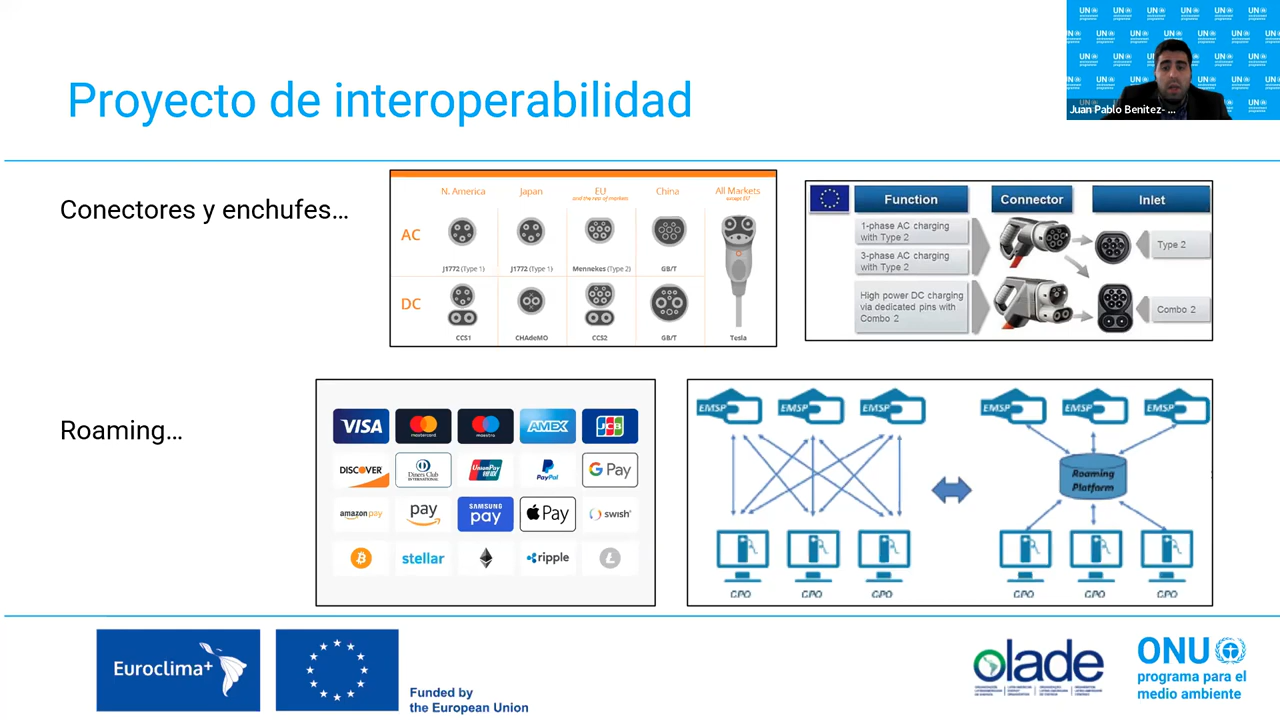 Proyecto de interoperabilidad
Juan Pablo Benitez- ...
Conectores y enchufes...
N. America Japan EU China All Markets
and the rest of markets except EU
AC
J1772 (Type 1) J1772 (Type 1) Mennekes (Type 2) GB/T
DC
CCS1 CHAdeMO CCS2 GB/T Tesla
Function Connector Inlet
1-phase AC charging
with Type 2
3-phase AC charging
with Type 2
Type 2
High power DC charging
via dedicated pins with
Combo 2
Combo 2
Roaming...
VISA mastercard maestro AMEX JCB
DISCOVER Diners Club INTERNATIONAL UnionPay PayPal G Pay
amazon pay pay SAMSUNG pay Pay swish
stellar ripple
EMSP EMSP EMSP EMSP EMSP EMSP
Roaming
Platform
CPO CPO CPO CPO CPO CPO
Euroclima+
Funded by
the European Union
olade
ONU
programa para el
medio ambiente